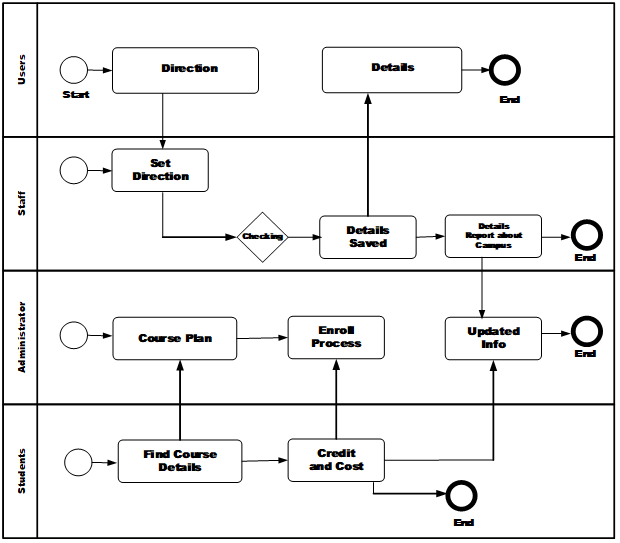 Users
Start
Direction
Details
End
Staff
Set
Direction
Checking
Details
Saved
Details
Report about
Campus
End
Administrator
Course Plan
Enroll
Process
Updated
Info
End
Students
Find Course
Details
Credit
and Cost
End